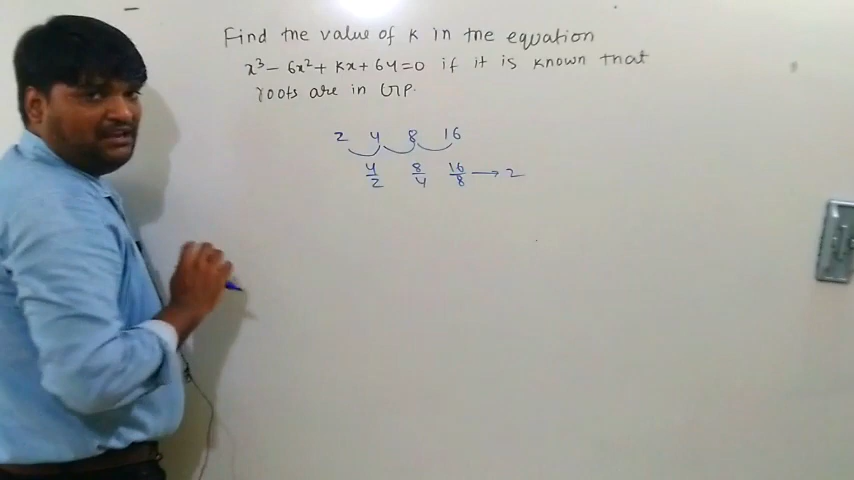 Find the value of k in the equation
x³ - 6x² + kx + 64 = 0 if it is known that
roots are in G.P.
2 4 8 16
4/2 8/4 16/8 → 2